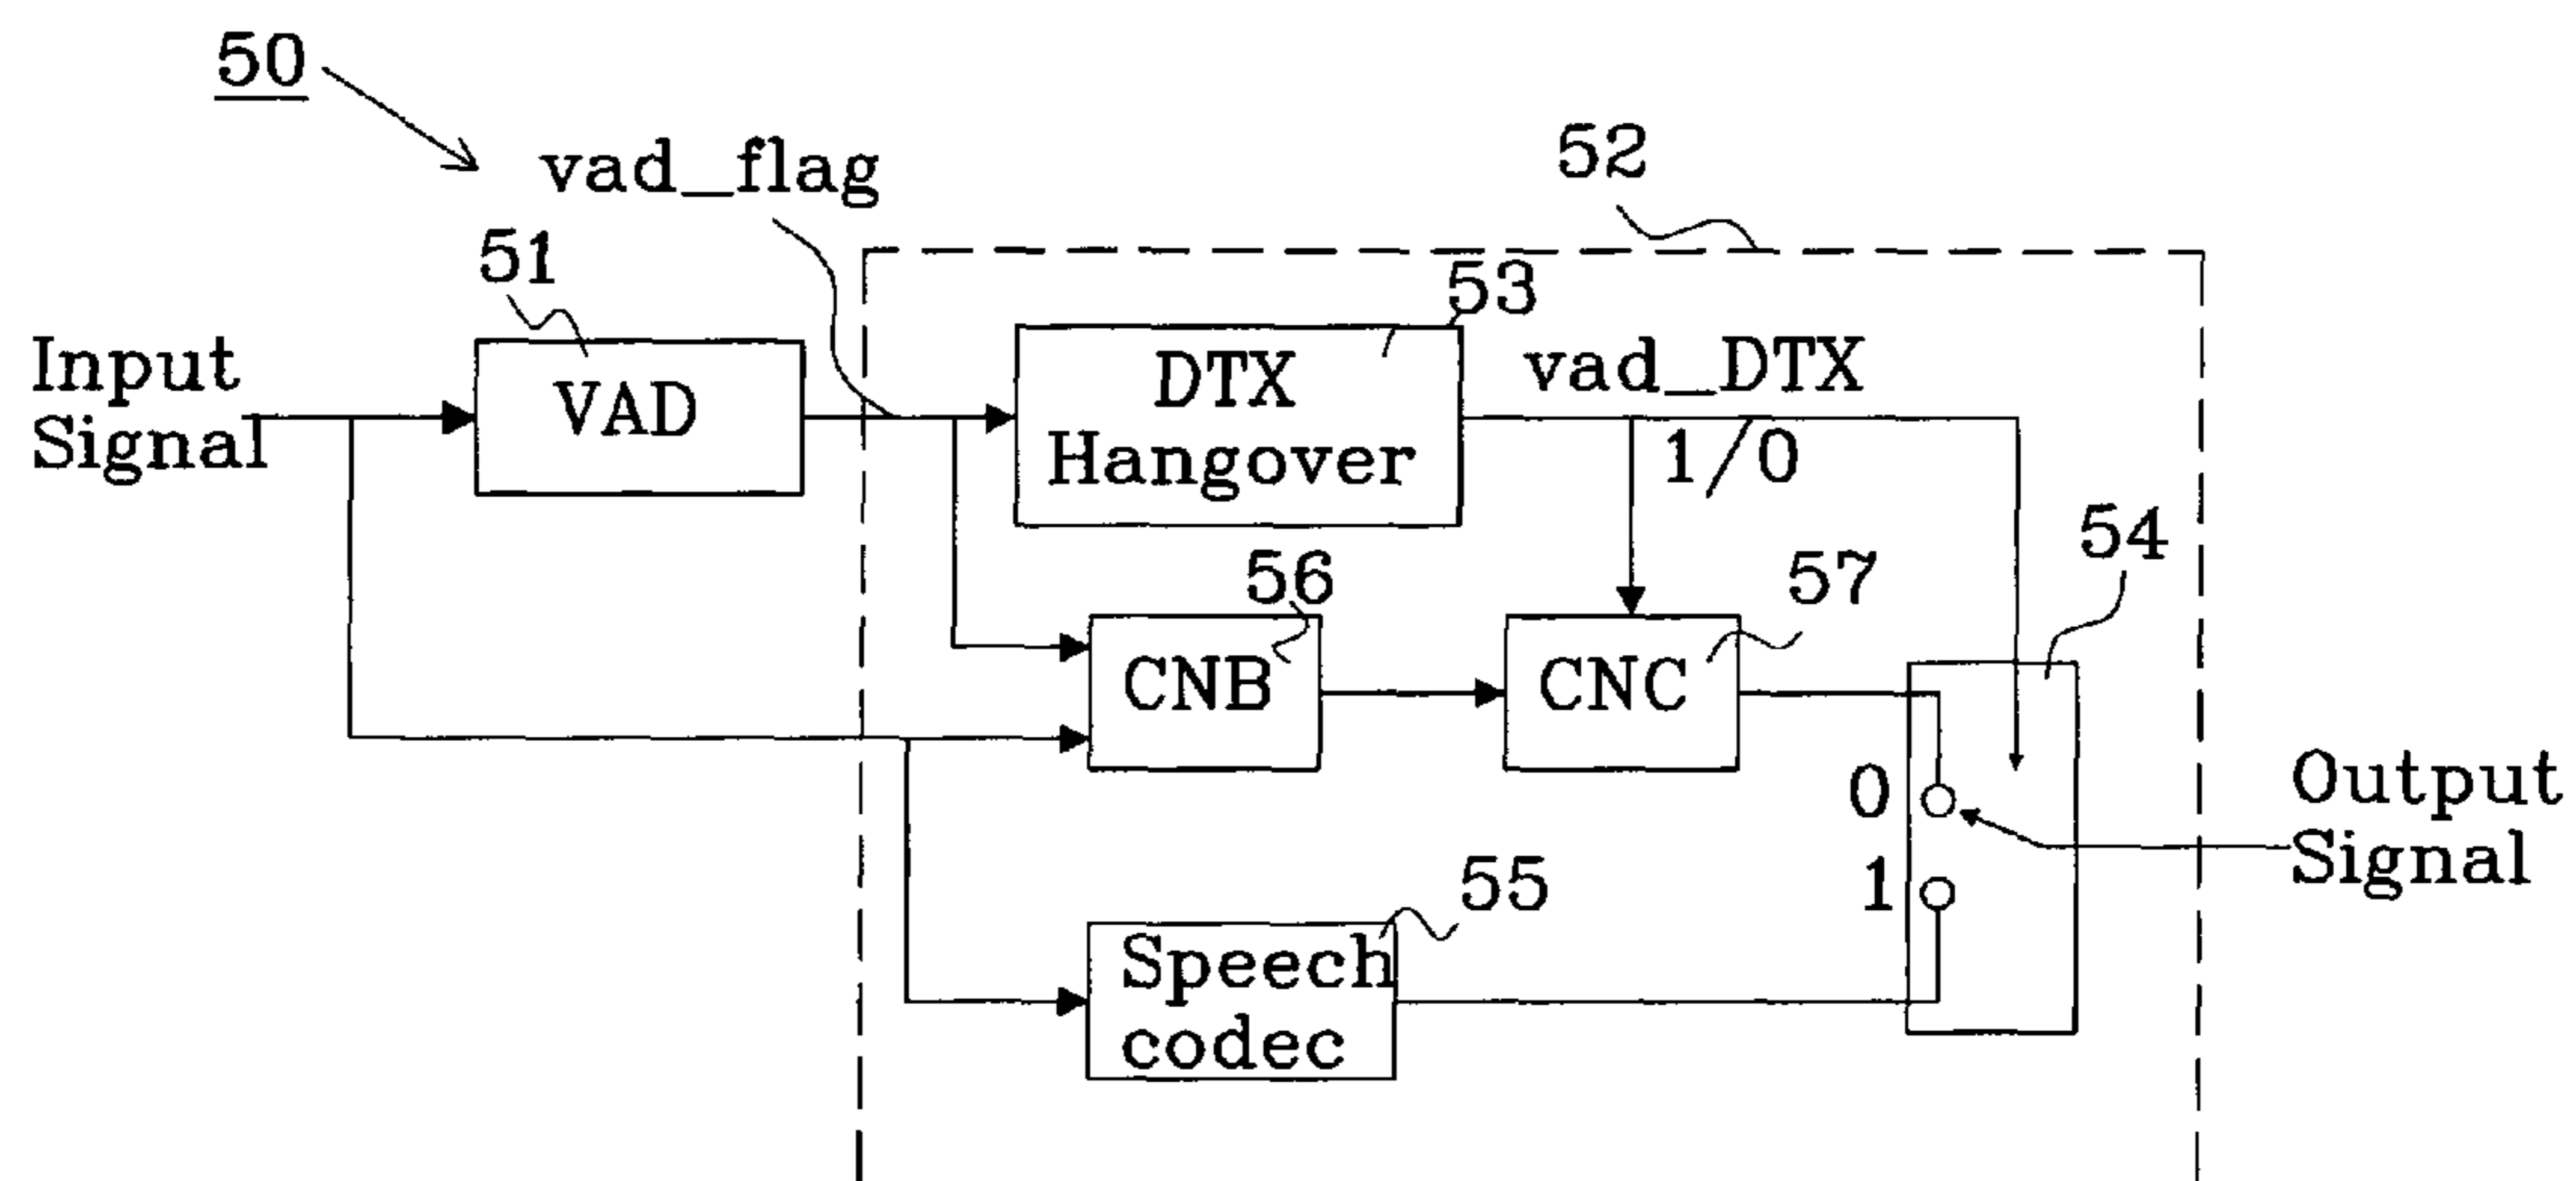 50
vad_flag
52
51
53
Input
Signal
VAD
DTX
Hangover
vad_DTX
1/0
54
56
57
CNB
CNC
0
1
Output
Signal
55
Speech
codec